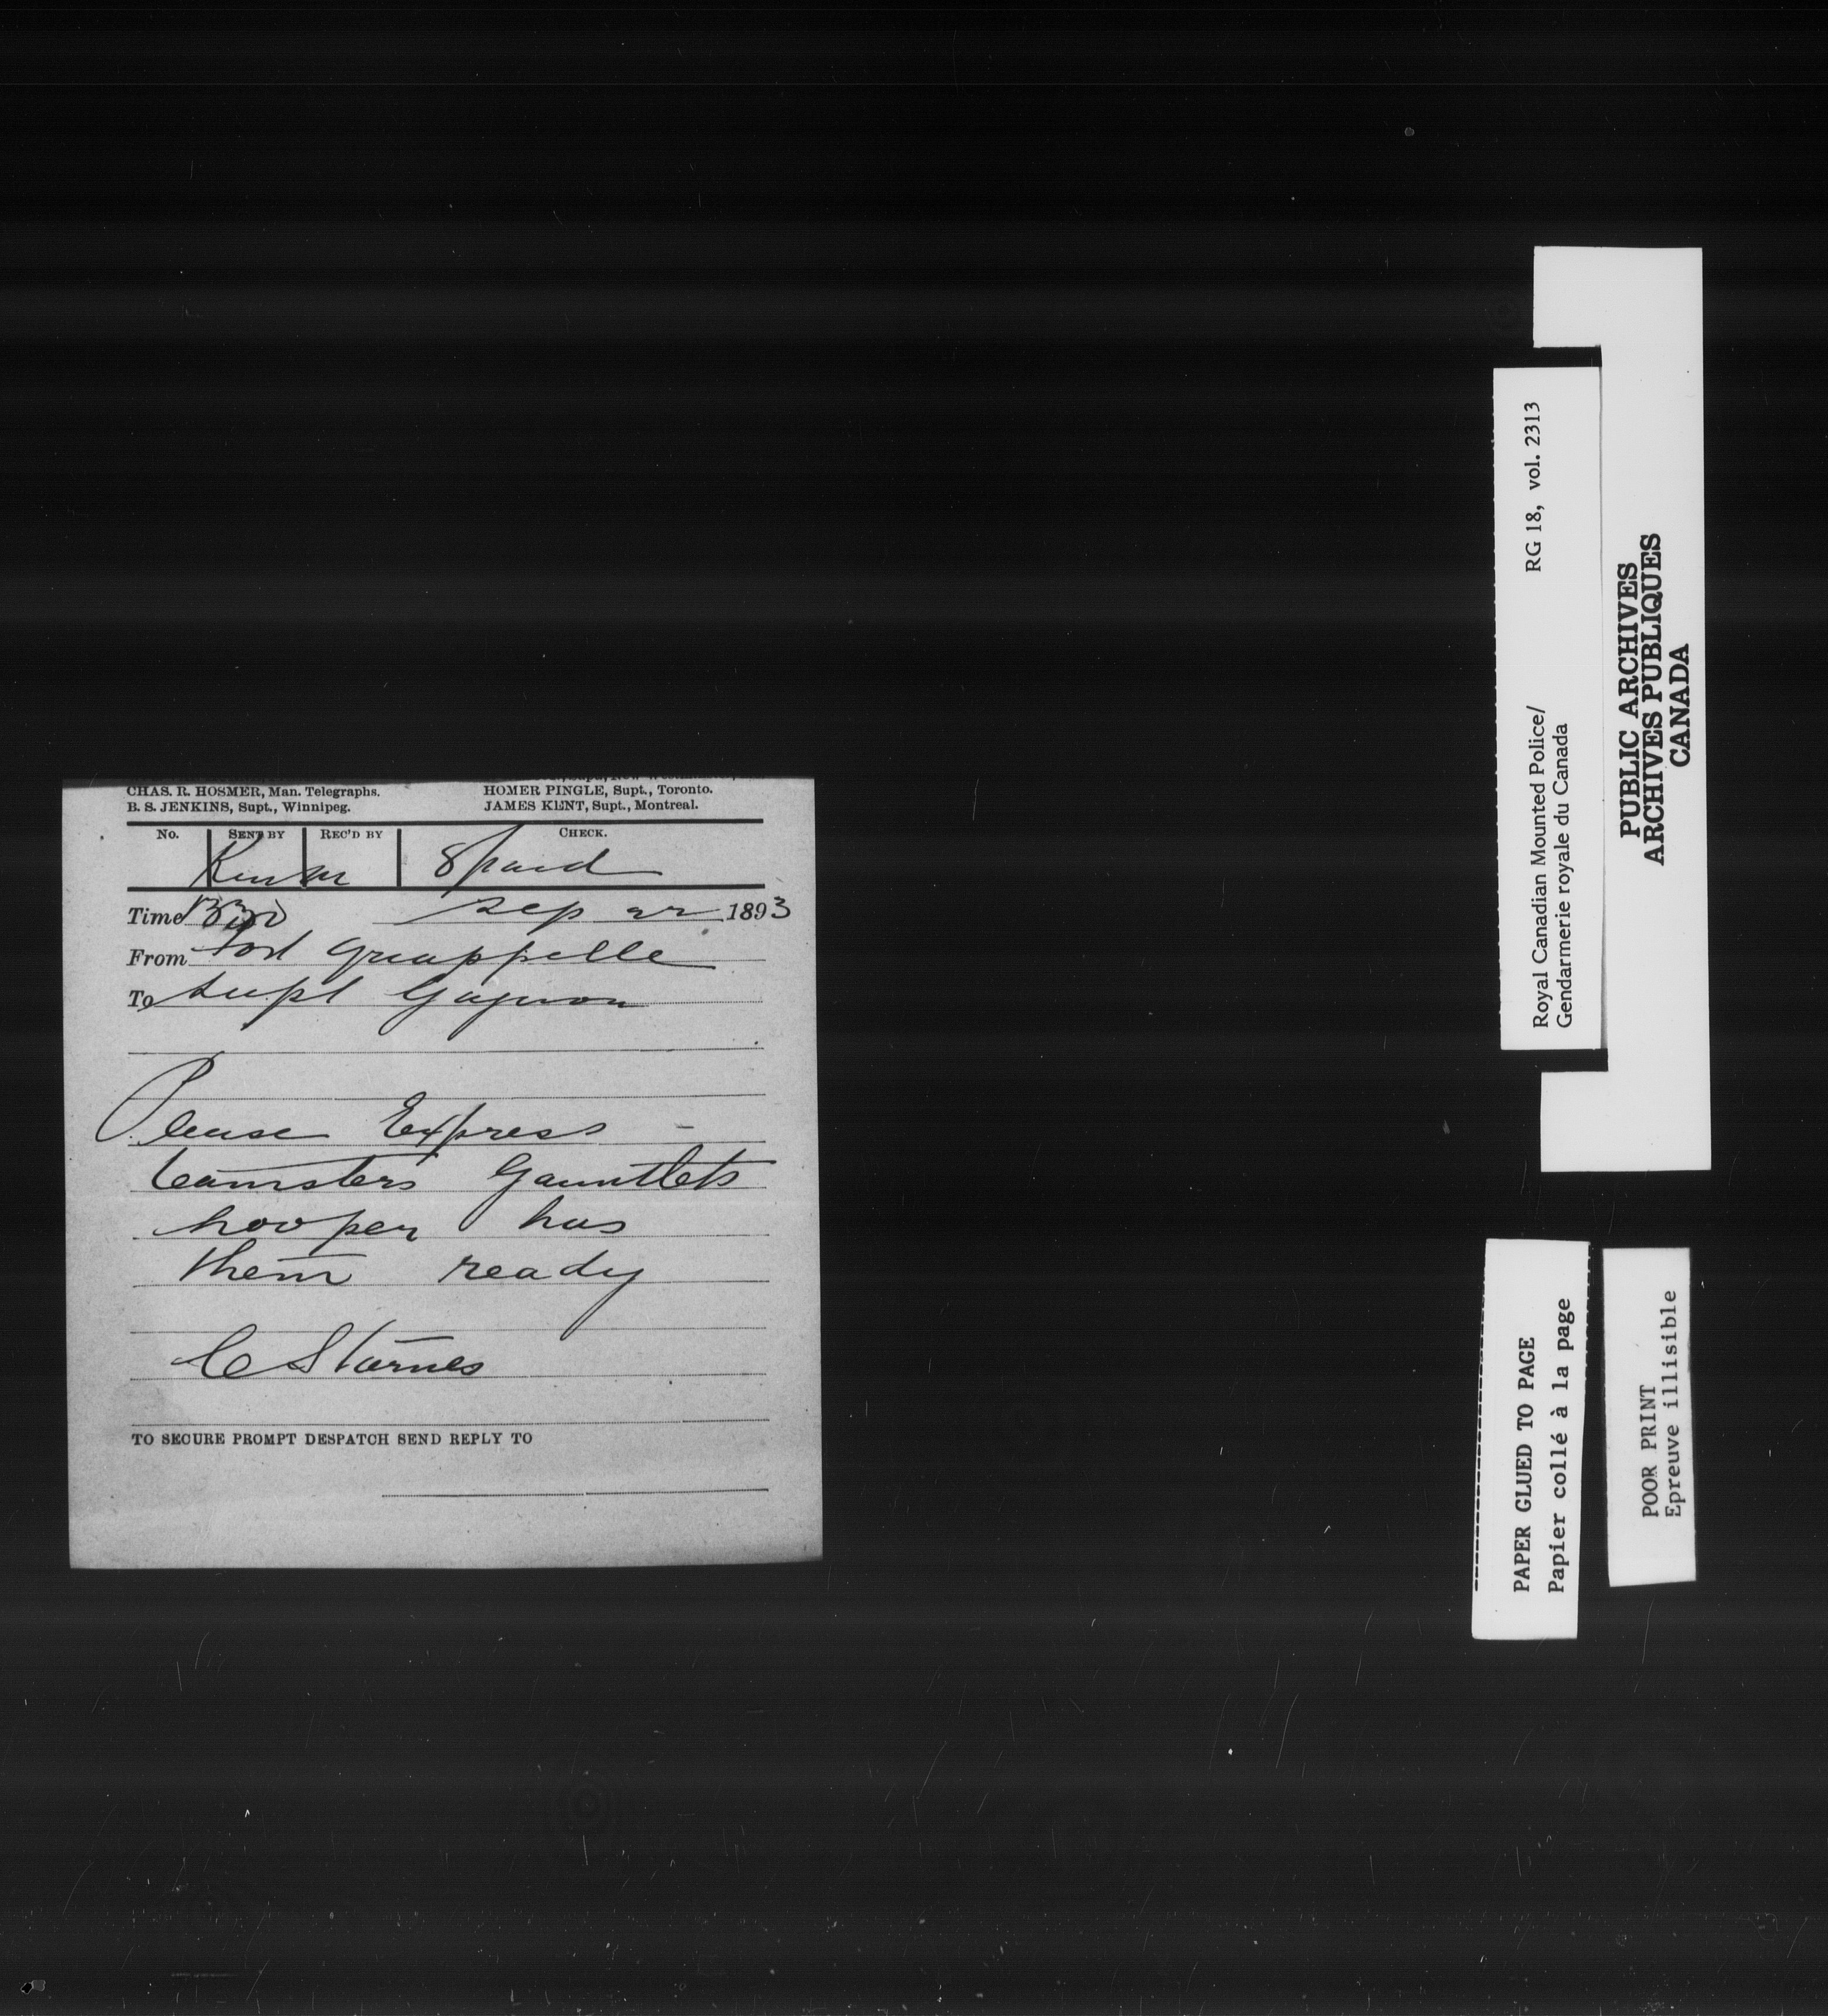 CHAS. R. HOSMER, Man. Telegraphs.
HOMER PINGLE, Supt., Toronto.
B. S. JENKINS, Supt., Winnipeg.
JAMES KENT, Supt., Montreal.
No. SENT BY REC'D BY CHECK.
8 paid
Time Sep 22 1893
From Fort Quappelle
To Supt Gagnon
Please Express -
teamsters Gauntlets
hooper has
them ready
C Starnes
TO SECURE PROMPT DESPATCH SEND REPLY TO
Royal Canadian Mounted Police/ RG 18, vol. 2313
Gendarmerie royale du Canada
PUBLIC ARCHIVES
ARCHIVES PUBLIQUES
CANADA
PAPER GLUED TO PAGE
Papier collé à la page
POOR PRINT
Epreuve illisible